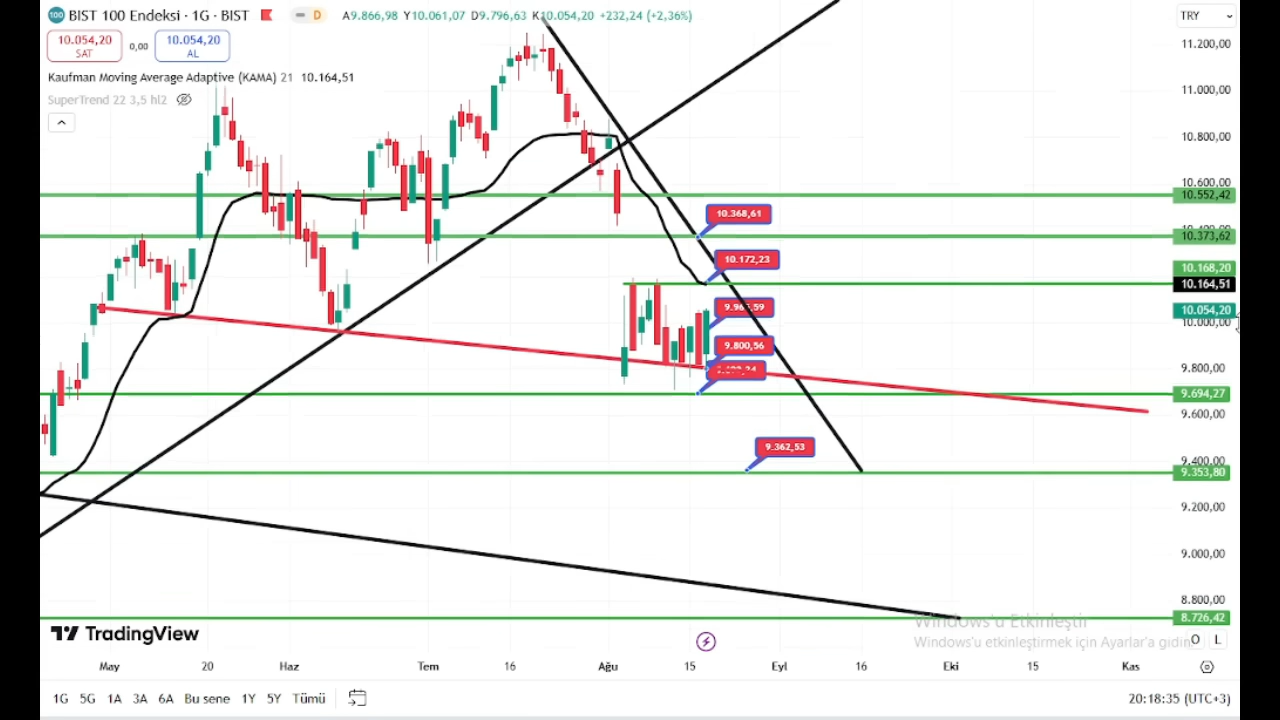 100 BIST 100 Endeksi · 1G · BIST D A9.866,98 Y10.061,07 D9.796,63 K10.054,20 +232,24 (+2,36%)
TRY
10.054,20
SAT
0,00
10.054,20
AL
Kaufman Moving Average Adaptive (KAMA) 21 10.164,51
SuperTrend 22 3,5 hl2
11.200,00
11.000,00
10.800,00
10.600,00
10.552,42
10.368,61
10.373,62
10.172,23
10.168,20
10.164,51
10.054,20
10.000,00
9.800,56
9.800,00
9.694,27
9.600,00
9.362,53
9.400,00
9.353,80
9.200,00
9.000,00
8.800,00
8.726,42
TradingView
Windows'u Etkinleştir
Windows'u etkinleştirmek için Ayarlar'a gidin
O L
May 20 Haz Tem 16 Ağu 15 Eyl 16 Eki 15 Kas
1G 5G 1A 3A 6A Bu sene 1Y 5Y Tümü
20:18:35 (UTC+3)